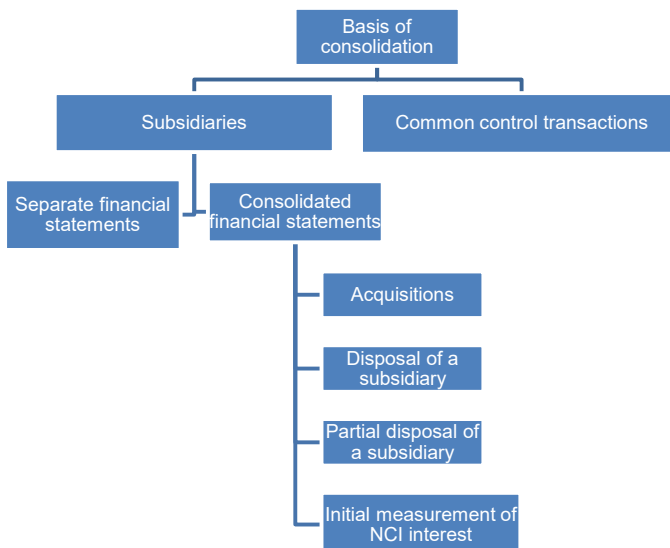 Basis of
consolidation
Subsidiaries
Common control transactions
Separate financial
statements
Consolidated
financial statements
Acquisitions
Disposal of a
subsidiary
Partial disposal of
a subsidiary
Initial measurement of
NCI interest